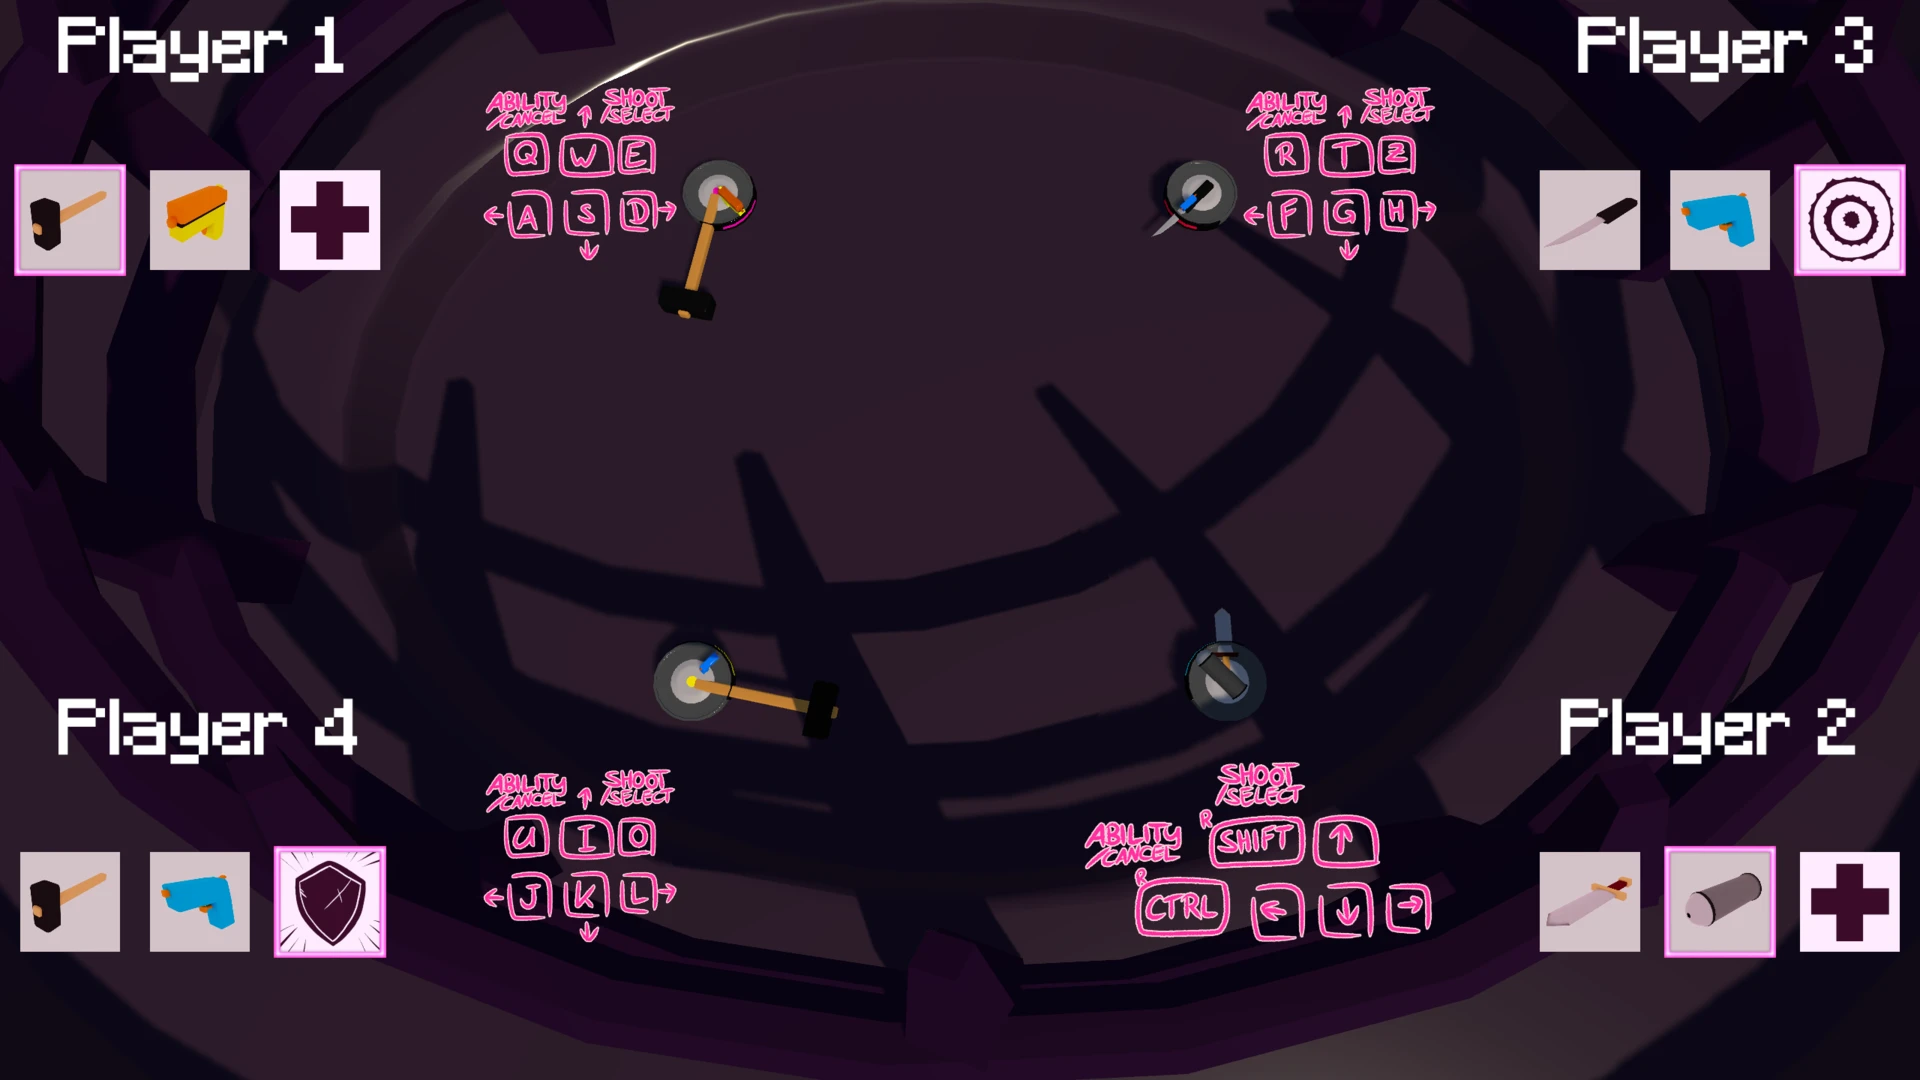 Player 1
ABILITY
/CANCEL
↑
SHOOT
/SELECT
Q W E
← A S D →
↓
Player 3
ABILITY
/CANCEL
↑
SHOOT
/SELECT
R T Z
← F G H →
↓
Player 4
ABILITY
/CANCEL
↑
SHOOT
/SELECT
U I O
← J K L →
↓
Player 2
SHOOT
/SELECT
ABILITY
/CANCEL
R SHIFT ↑
R CTRL ← ↓ →